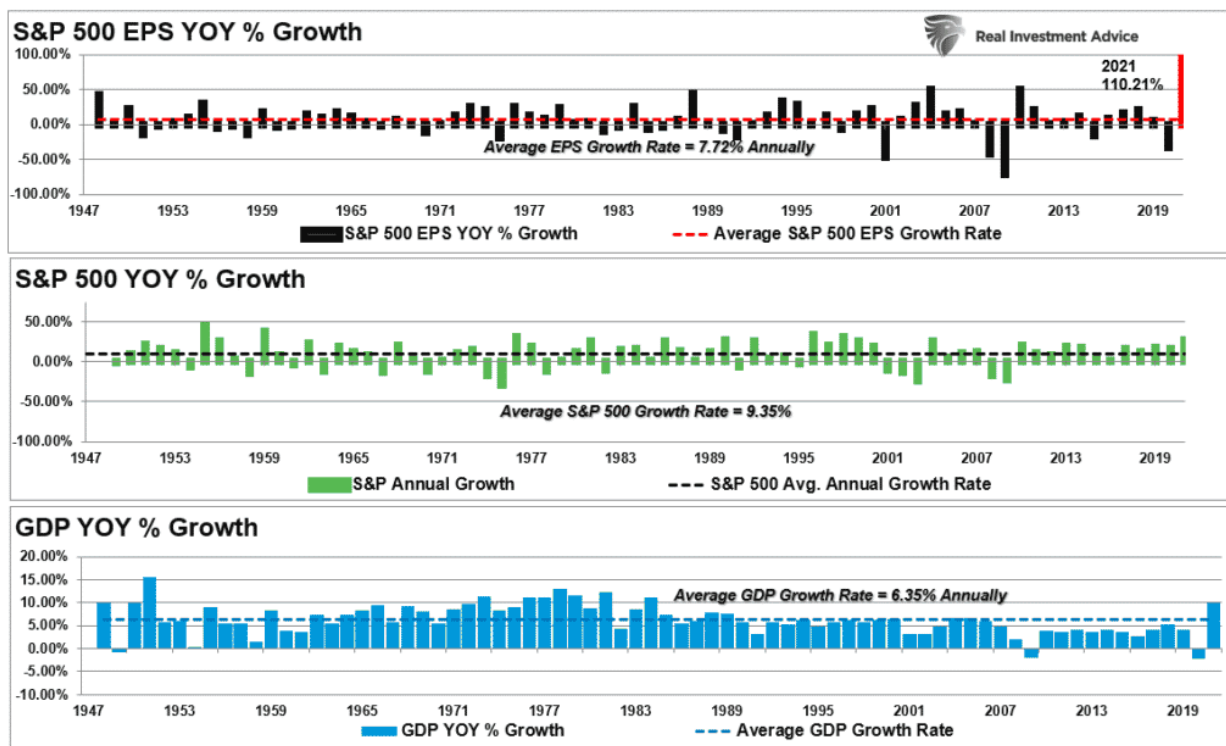 S&P 500 EPS YOY % Growth
Real Investment Advice
100.00%
2021
110.21%
50.00%
0.00%
Average EPS Growth Rate = 7.72% Annually
-50.00%
-100.00%
1947 1953 1959 1965 1971 1977 1983 1989 1995 2001 2007 2013 2019
S&P 500 EPS YOY % Growth Average S&P 500 EPS Growth Rate
S&P 500 YOY % Growth
50.00%
0.00%
-50.00%
Average S&P 500 Growth Rate = 9.35%
-100.00%
1947 1953 1959 1965 1971 1977 1983 1989 1995 2001 2007 2013 2019
S&P Annual Growth S&P 500 Avg. Annual Growth Rate
GDP YOY % Growth
20.00%
15.00%
Average GDP Growth Rate = 6.35% Annually
10.00%
5.00%
0.00%
-5.00%
-10.00%
1947 1953 1959 1965 1971 1977 1983 1989 1995 2001 2007 2013 2019
GDP YOY % Growth Average GDP Growth Rate